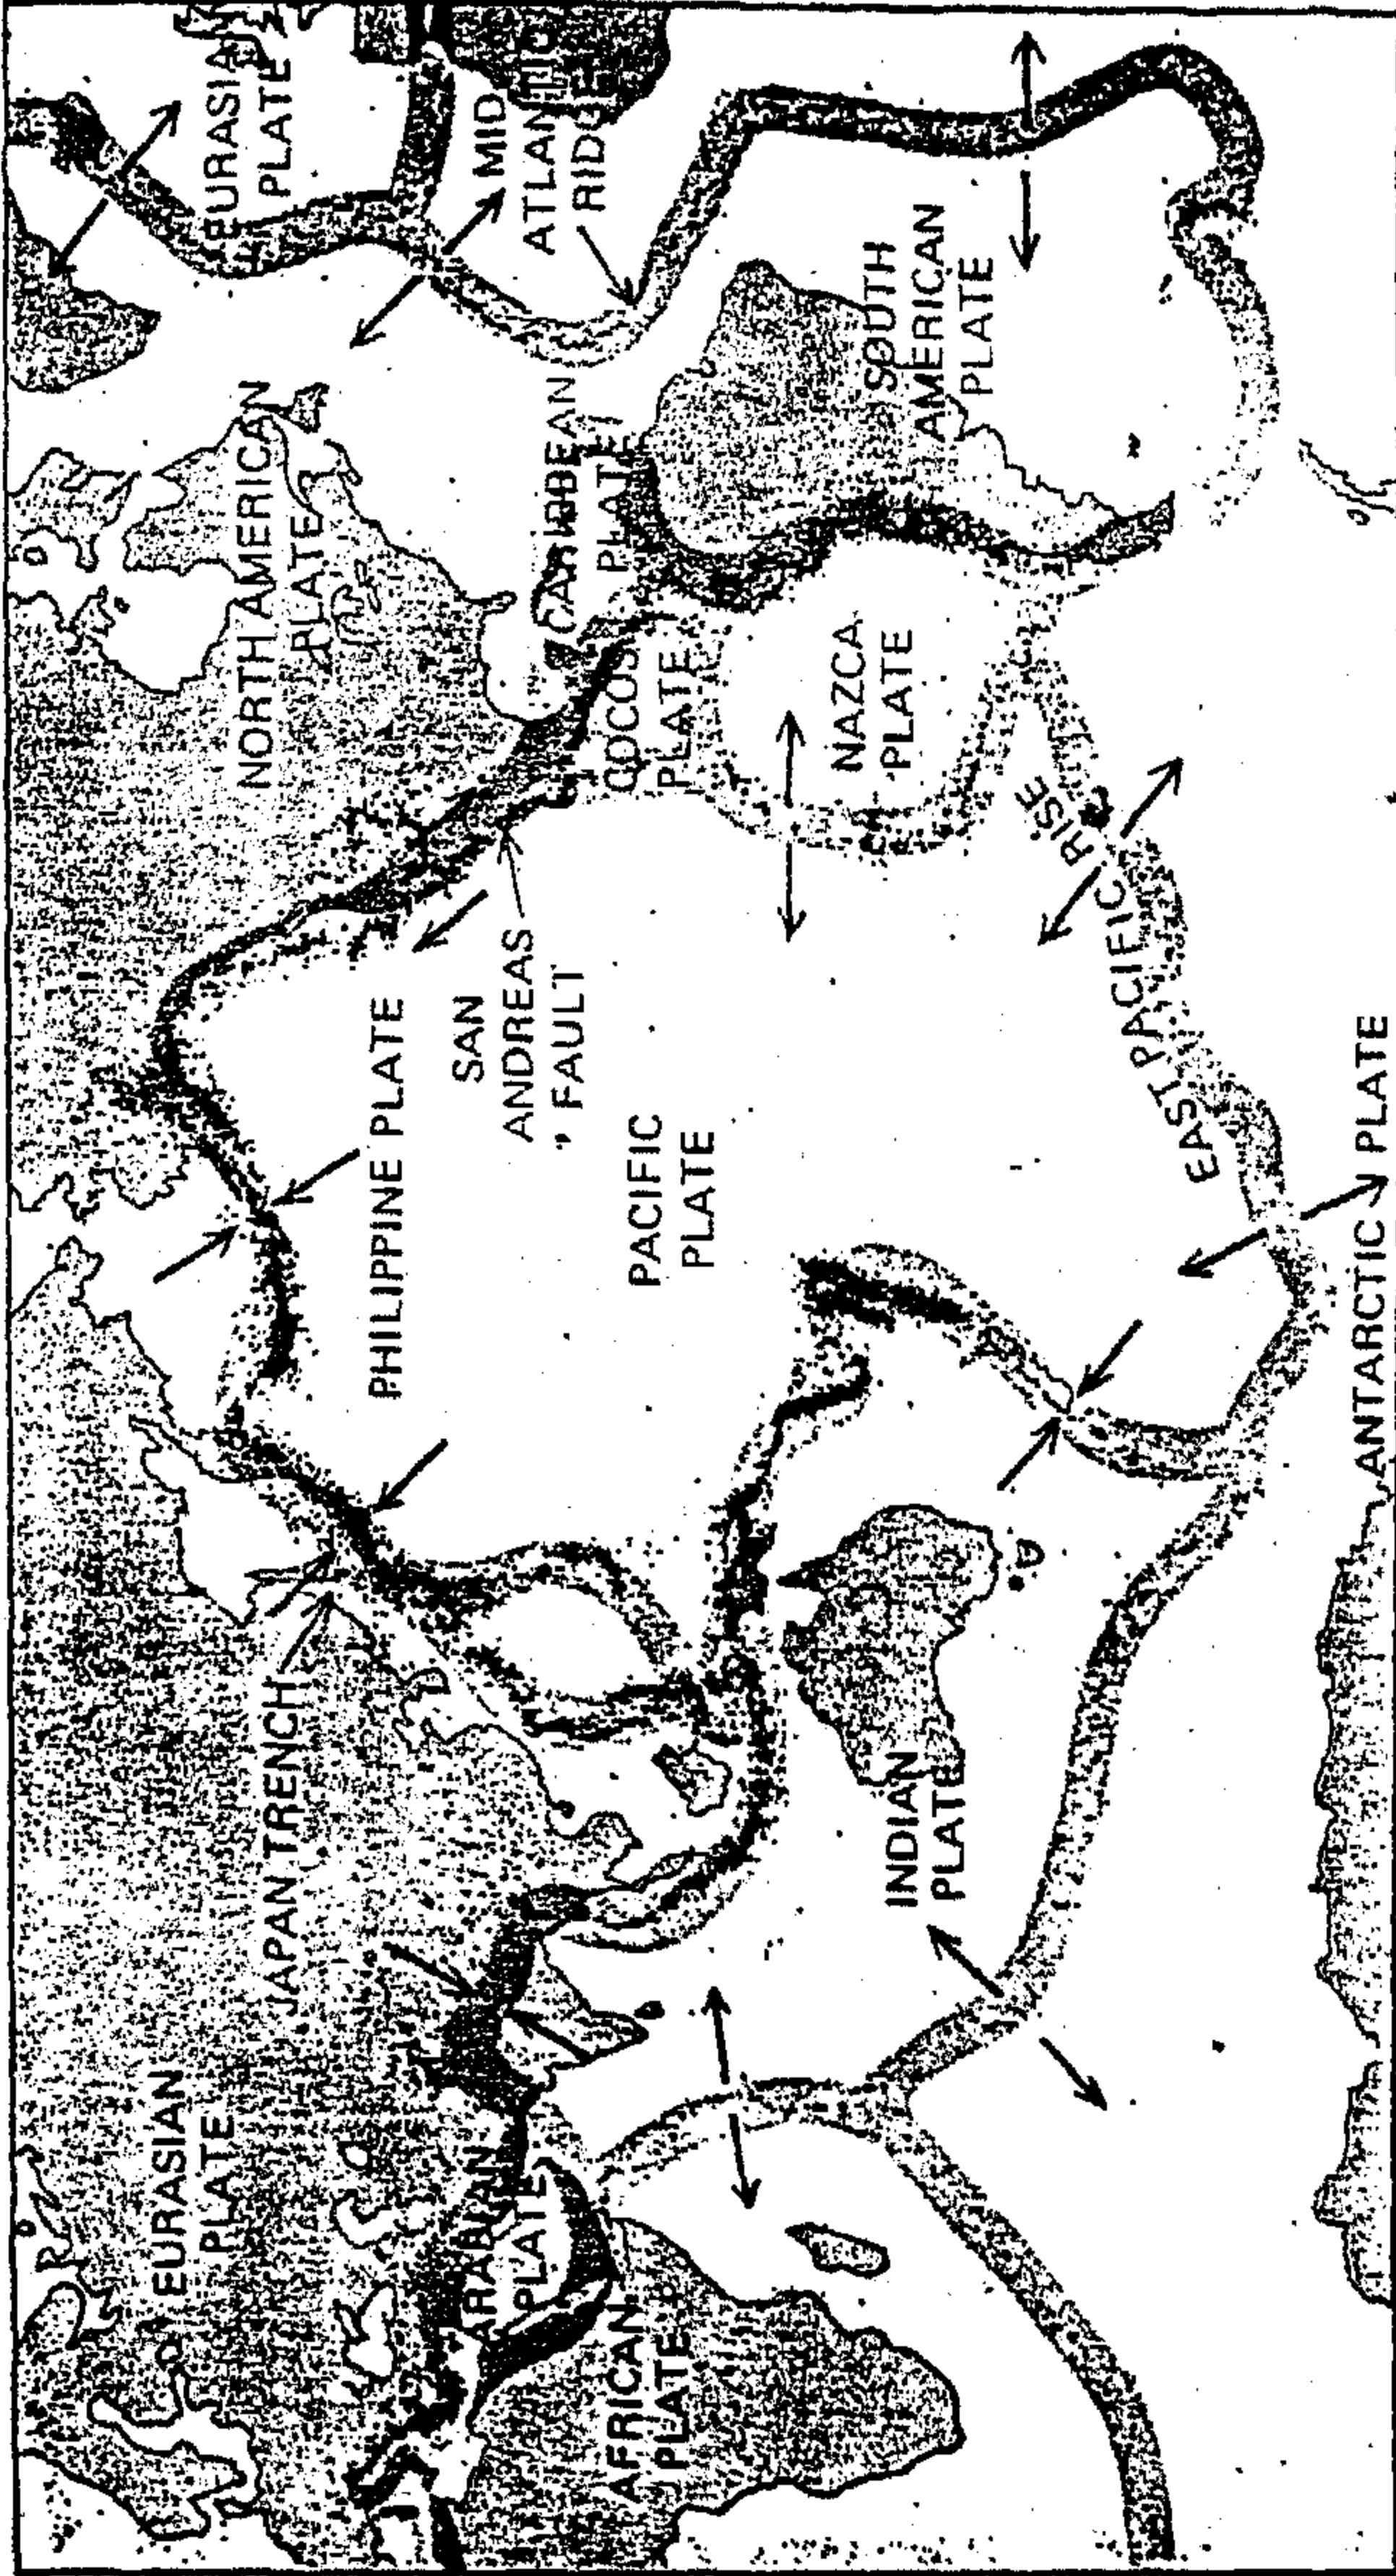 EURASIAN
PLATE
JAPAN TRENCH
ARABIAN
PLATE
AFRICAN
PLATE
INDIAN
PLATE
PHILIPPINE PLATE
SAN
ANDREAS
FAULT
PACIFIC
PLATE
EAST PACIFIC RISE
ANTARCTIC PLATE
NORTH AMERICAN
PLATE
CARIBBEAN
PLATE
COCOS
PLATE
NAZCA
PLATE
SOUTH
AMERICAN
PLATE
EURASIA
PLATE
MID
ATLANTIC
RIDGE